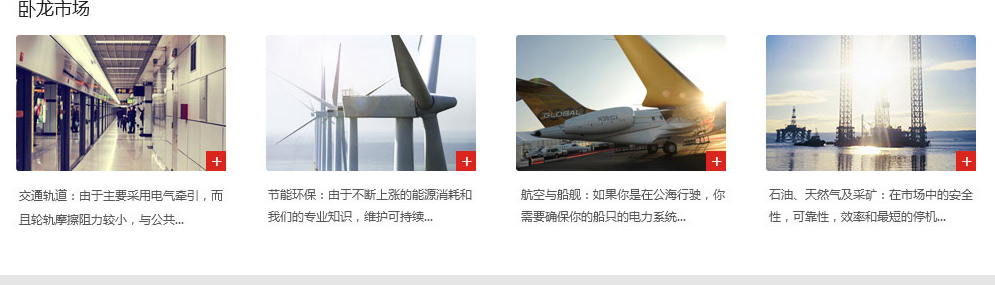 卧龙市场
GLOBAL
交通轨道：由于主要采用电气牵引，而
且轮轨摩擦阻力较小，与公共...
节能环保：由于不断上涨的能源消耗和
我们的专业知识，维护可持续...
航空与船舰：如果你是在公海行驶，你
需要确保你的船只的电力系统...
石油、天然气及采矿：在市场中的安全
性，可靠性，效率和最短的停机...